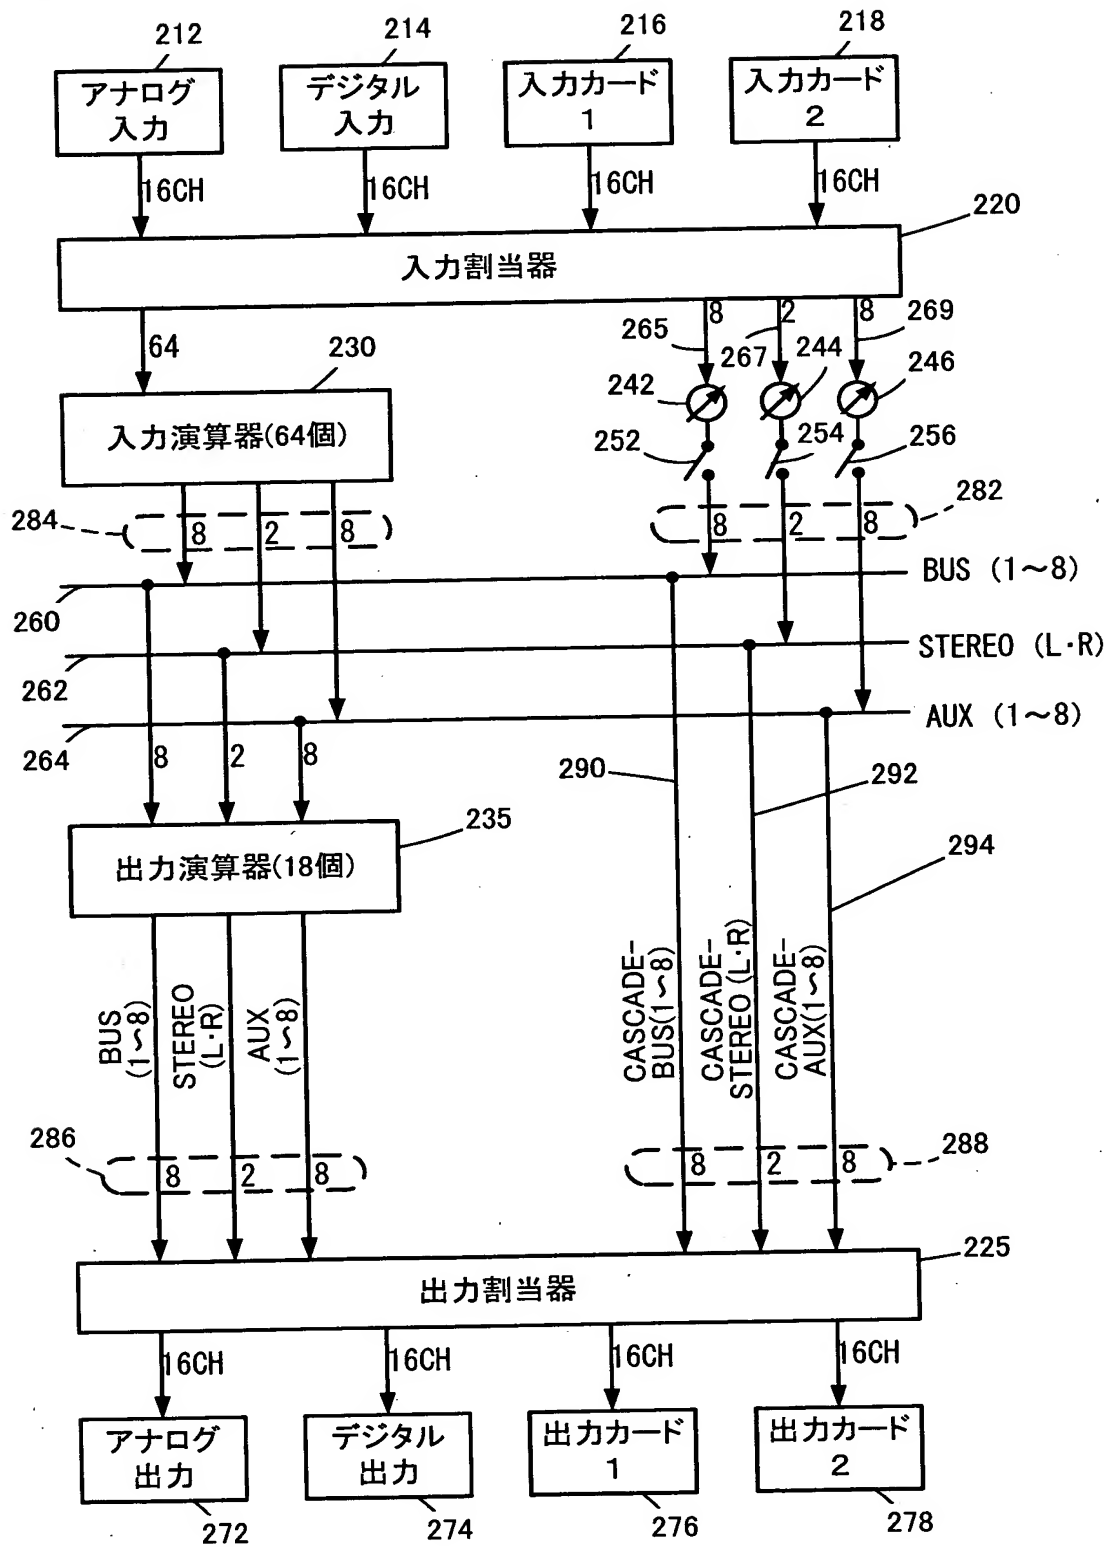 212
214
216
218
アナログ
入力
デジタル
入力
入力カード
1
入力カード
2
16CH
16CH
16CH
16CH
220
入力割当器
64
230
265
8
267
2
8
269
242
244
246
入力演算器(64個)
252
254
256
284
8
2
8
8
2
8
282
260
BUS (1〜8)
262
STEREO (L·R)
264
AUX (1〜8)
8
2
8
290
292
294
235
出力演算器(18個)
BUS
(1〜8)
STEREO
(L·R)
AUX
(1〜8)
CASCADE-
BUS(1〜8)
CASCADE-
STEREO(L·R)
CASCADE-
AUX(1〜8)
286
8
2
8
8
2
8
288
225
出力割当器
16CH
16CH
16CH
16CH
アナログ
出力
デジタル
出力
出力カード
1
出力カード
2
272
274
276
278